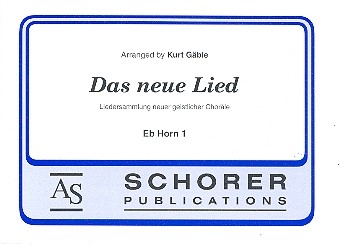 Arranged by Kurt Gäble
Das neue Lied
Liedersammlung neuer geistlicher Choräle
Eb Horn 1
AS
SCHORER
PUBLICATIONS